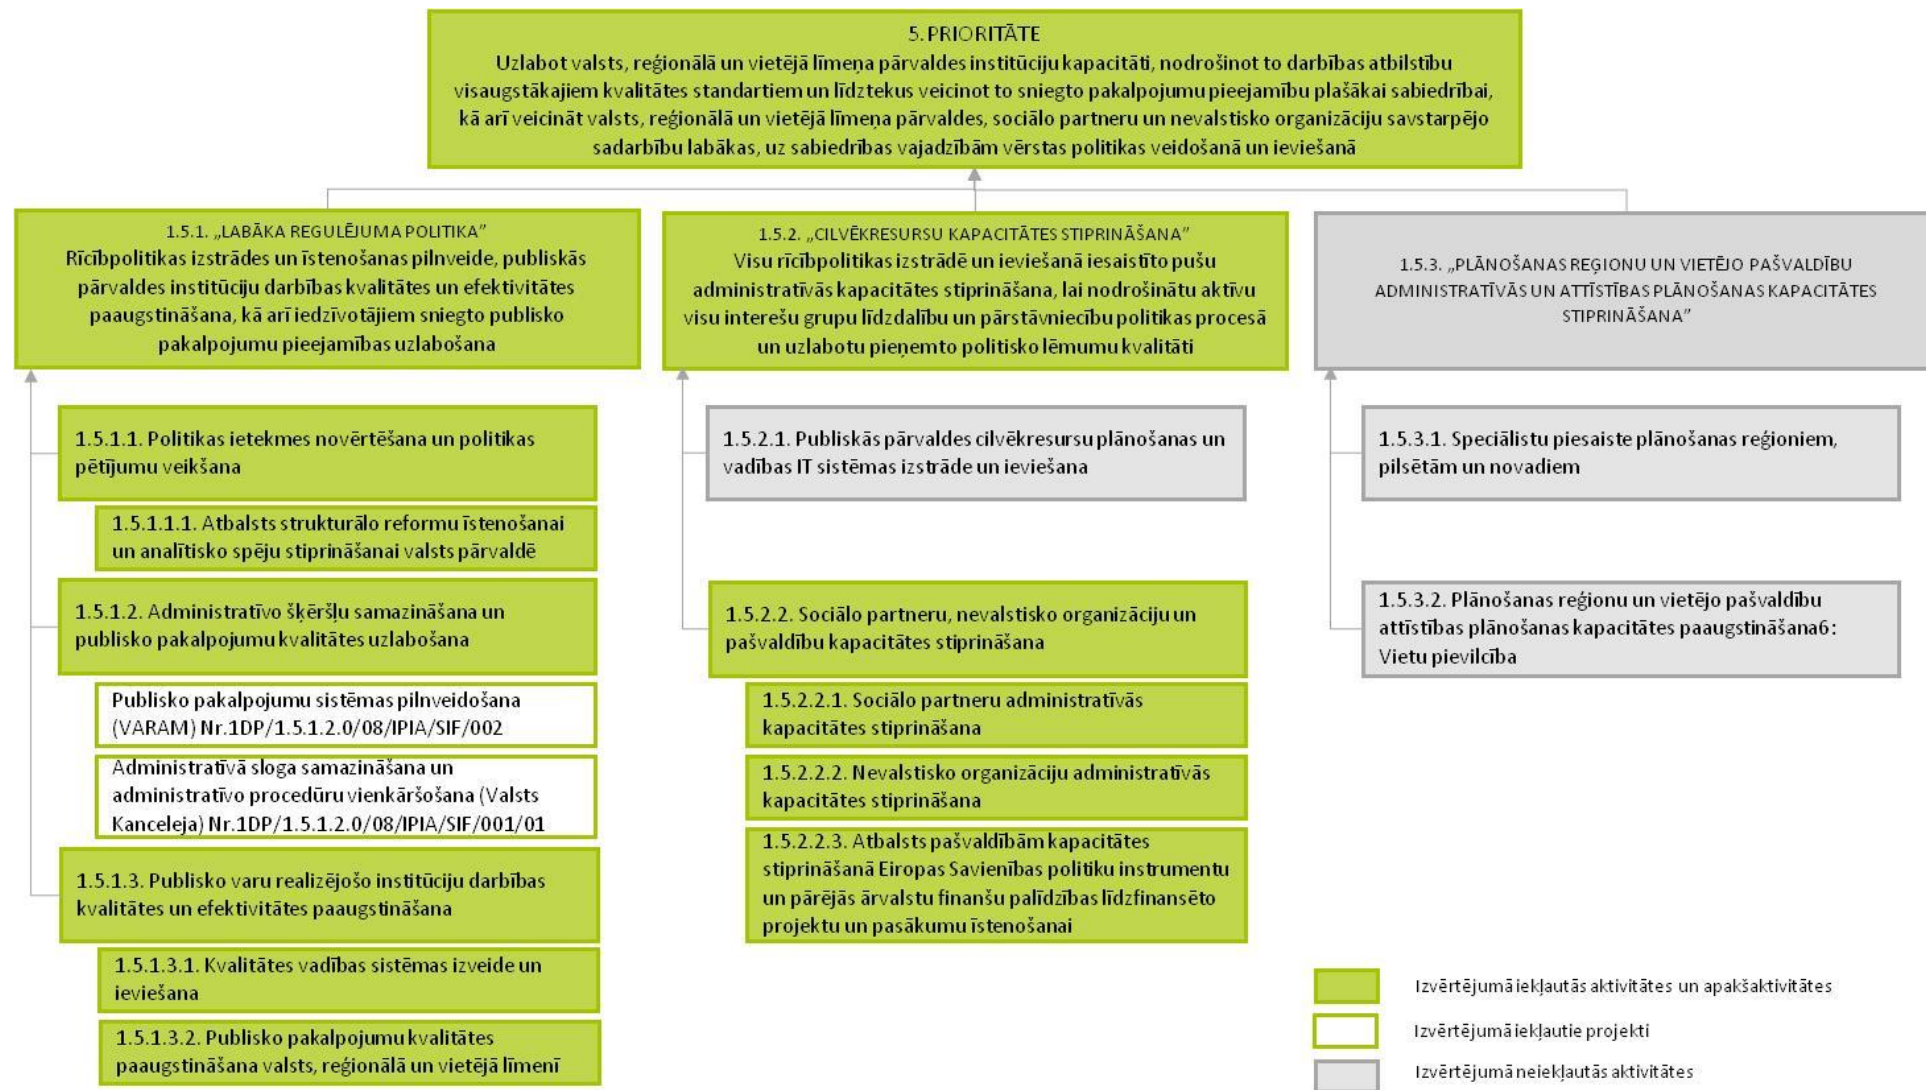 5. PRIORITĀTE
Uzlabot valsts, reģionālā un vietējā līmeņa pārvaldes institūciju kapacitāti, nodrošinot to darbības atbilstību
visaugstākajiem kvalitātes standartiem un līdztekus veicinot to sniegto pakalpojumu pieejamību plašākai sabiedrībai,
kā arī veicināt valsts, reģionālā un vietējā līmeņa pārvaldes, sociālo partneru un nevalstisko organizāciju savstarpējo
sadarbību labākas, uz sabiedrības vajadzībām vērstas politikas veidošanā un ieviešanā
1.5.1. „LABĀKA REGULĒJUMA POLITIKA”
Rīcībpolitikas izstrādes un īstenošanas pilnveide, publiskās
pārvaldes institūciju darbības kvalitātes un efektivitātes
paaugstināšana, kā arī iedzīvotājiem sniegto publisko
pakalpojumu pieejamības uzlabošana
1.5.1.1. Politikas ietekmes novērtēšana un politikas
pētījumu veikšana
1.5.1.1.1. Atbalsts strukturālo reformu īstenošanai
un analītisko spēju stiprināšanai valsts pārvaldē
1.5.1.2. Administratīvo šķēršļu samazināšana un
publisko pakalpojumu kvalitātes uzlabošana
Publisko pakalpojumu sistēmas pilnveidošana
(VARAM) Nr.1DP/1.5.1.2.0/08/IPIA/SIF/002
Administratīvā sloga samazināšana un
administratīvo procedūru vienkāršošana (Valsts
Kanceleja) Nr.1DP/1.5.1.2.0/08/IPIA/SIF/001/01
1.5.1.3. Publisko varu realizējošo institūciju darbības
kvalitātes un efektivitātes paaugstināšana
1.5.1.3.1. Kvalitātes vadības sistēmas izveide un
ieviešana
1.5.1.3.2. Publisko pakalpojumu kvalitātes
paaugstināšana valsts, reģionālā un vietējā līmenī
1.5.2. „CILVĒKRESURSU KAPACITĀTES STIPRINĀŠANA”
Visu rīcībpolitikas izstrādē un ieviešanā iesaistīto pušu
administratīvās kapacitātes stiprināšana, lai nodrošinātu aktīvu
visu interešu grupu līdzdalību un pārstāvniecību politikas procesā
un uzlabotu pieņemto politisko lēmumu kvalitāti
1.5.2.1. Publiskās pārvaldes cilvēkresursu plānošanas un
vadības IT sistēmas izstrāde un ieviešana
1.5.2.2. Sociālo partneru, nevalstisko organizāciju un
pašvaldību kapacitātes stiprināšana
1.5.2.2.1. Sociālo partneru administratīvās
kapacitātes stiprināšana
1.5.2.2.2. Nevalstisko organizāciju administratīvās
kapacitātes stiprināšana
1.5.2.2.3. Atbalsts pašvaldībām kapacitātes
stiprināšanā Eiropas Savienības politiku instrumentu
un pārējās ārvalstu finanšu palīdzības līdzfinansēto
projektu un pasākumu īstenošanai
1.5.3. „PLĀNOŠANAS REĢIONU UN VIETĒJO PAŠVALDĪBU
ADMINISTRATĪVĀS UN ATTĪSTĪBAS PLĀNOŠANAS KAPACITĀTES
STIPRINĀŠANA”
1.5.3.1. Speciālistu piesaiste plānošanas reģioniem,
pilsētām un novadiem
1.5.3.2. Plānošanas reģionu un vietējo pašvaldību
attīstības plānošanas kapacitātes paaugstināšana6:
Vietu pievilcība
Izvērtējumā iekļautās aktivitātes un apakšaktivitātes
Izvērtējumā iekļautie projekti
Izvērtējumā neiekļautās aktivitātes